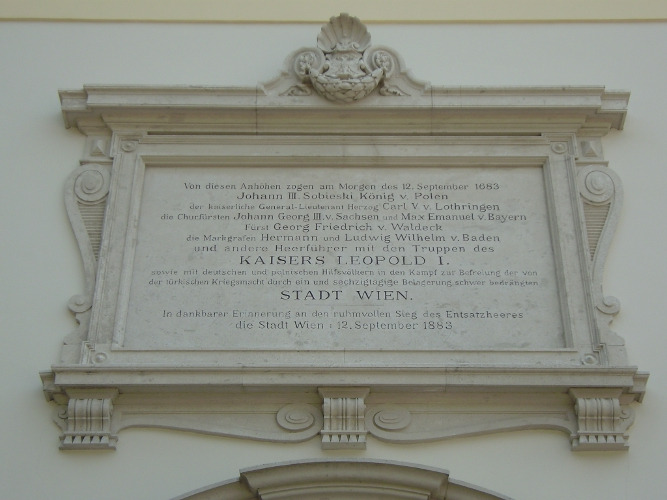 Von diesen Anhöhen zogen am Morgen des 12. September 1683
Johann III. Sobieski König v. Polen
der kaiserliche General-Lieutenant Herzog Carl V. v. Lothringen
die Churfürsten Johann Georg III. v. Sachsen und Max Emanuel v. Bayern
Fürst Georg Friedrich v. Waldeck
die Markgrafen Hermann und Ludwig Wilhelm v. Baden
und andere Heerführer mit den Truppen des
KAISERS LEOPOLD I.
sowie mit deutschen und polnischen Hilfsvölkern in den Kampf zur Befreiung der von
der türkischen Kriegsmacht durch ein und sechzigtägige Belagerung schwer bedrängten
STADT WIEN.
In dankbarer Erinnerung an den ruhmvollen Sieg des Entsatzheeres
die Stadt Wien : 12. September 1883